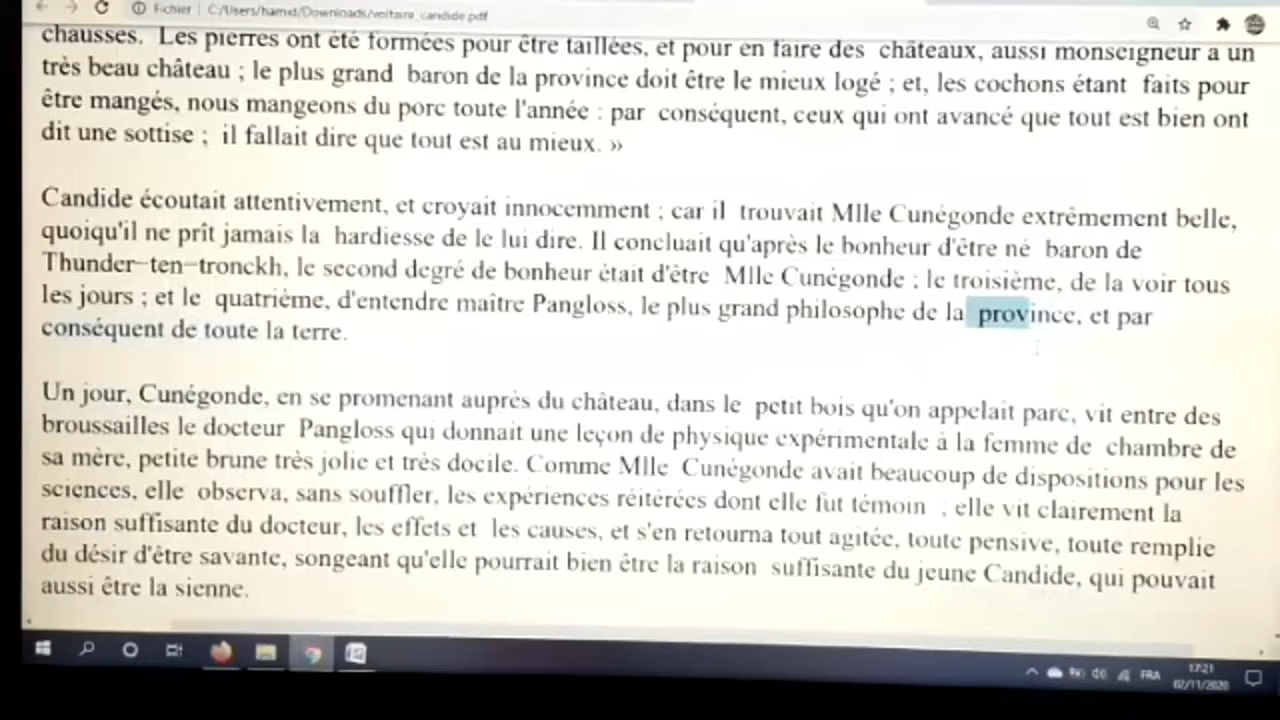 Fichier | C:/Users/hamid/Downloads/voltaire_candide.pdf
chausses. Les pierres ont été formées pour être taillées, et pour en faire des châteaux, aussi monseigneur a un
très beau château ; le plus grand baron de la province doit être le mieux logé ; et, les cochons étant faits pour
être mangés, nous mangeons du porc toute l'année : par conséquent, ceux qui ont avancé que tout est bien ont
dit une sottise ; il fallait dire que tout est au mieux. »
Candide écoutait attentivement, et croyait innocemment ; car il trouvait Mlle Cunégonde extrêmement belle,
quoiqu'il ne prît jamais la hardiesse de le lui dire. Il concluait qu'après le bonheur d'être né baron de
Thunder-ten-tronckh, le second degré de bonheur était d'être Mlle Cunégonde ; le troisième, de la voir tous
les jours ; et le quatrième, d'entendre maître Pangloss, le plus grand philosophe de la province, et par
conséquent de toute la terre.
Un jour, Cunégonde, en se promenant auprès du château, dans le petit bois qu'on appelait parc, vit entre des
broussailles le docteur Pangloss qui donnait une leçon de physique expérimentale à la femme de chambre de
sa mère, petite brune très jolie et très docile. Comme Mlle Cunégonde avait beaucoup de dispositions pour les
sciences, elle observa, sans souffler, les expériences réitérées dont elle fut témoin ; elle vit clairement la
raison suffisante du docteur, les effets et les causes, et s'en retourna tout agitée, toute pensive, toute remplie
du désir d'être savante, songeant qu'elle pourrait bien être la raison suffisante du jeune Candide, qui pouvait
aussi être la sienne.
FRA
17:21
02/11/2020